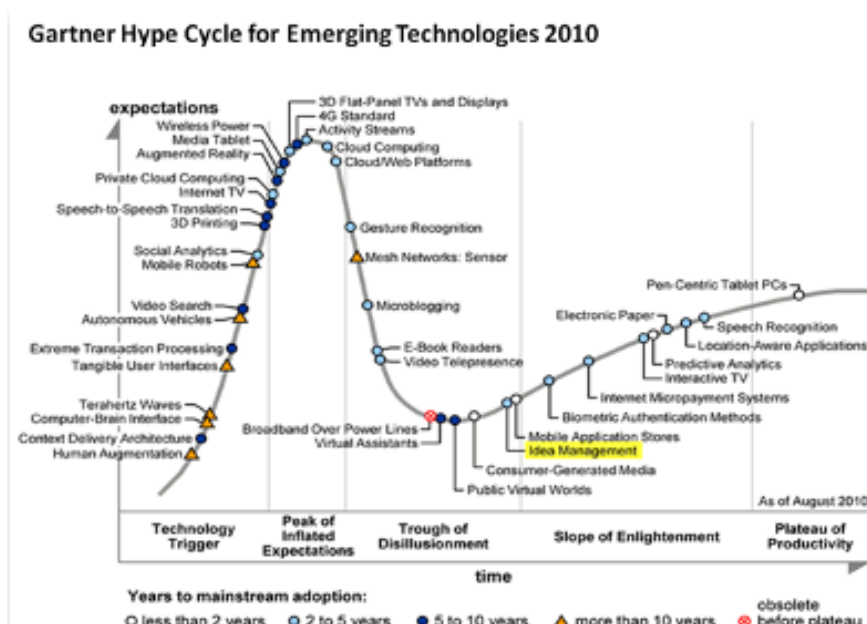 Gartner Hype Cycle for Emerging Technologies 2010
expectations
3D Flat-Panel TVs and Displays
4G Standard
Activity Streams
Wireless Power
Media Tablet
Augmented Reality
Cloud Computing
Cloud/Web Platforms
Private Cloud Computing
Internet TV
Speech-to-Speech Translation
3D Printing
Gesture Recognition
Social Analytics
Mobile Robots
Mesh Networks: Sensor
Pen-Centric Tablet PCs
Video Search
Autonomous Vehicles
Microblogging
Electronic Paper
Speech Recognition
Location-Aware Applications
Extreme Transaction Processing
Tangible User Interfaces
E-Book Readers
Video Telepresence
Predictive Analytics
Interactive TV
Internet Micropayment Systems
Terahertz Waves
Computer-Brain Interface
Context Delivery Architecture
Human Augmentation
Broadband Over Power Lines
Virtual Assistants
Biometric Authentication Methods
Mobile Application Stores
Idea Management
Consumer-Generated Media
Public Virtual Worlds
As of August 2010
Technology
Trigger
Peak of
Inflated
Expectations
Trough of
Disillusionment
Slope of Enlightenment
Plateau of
Productivity
time
Years to mainstream adoption:
less than 2 years
2 to 5 years
5 to 10 years
more than 10 years
obsolete
before plateau